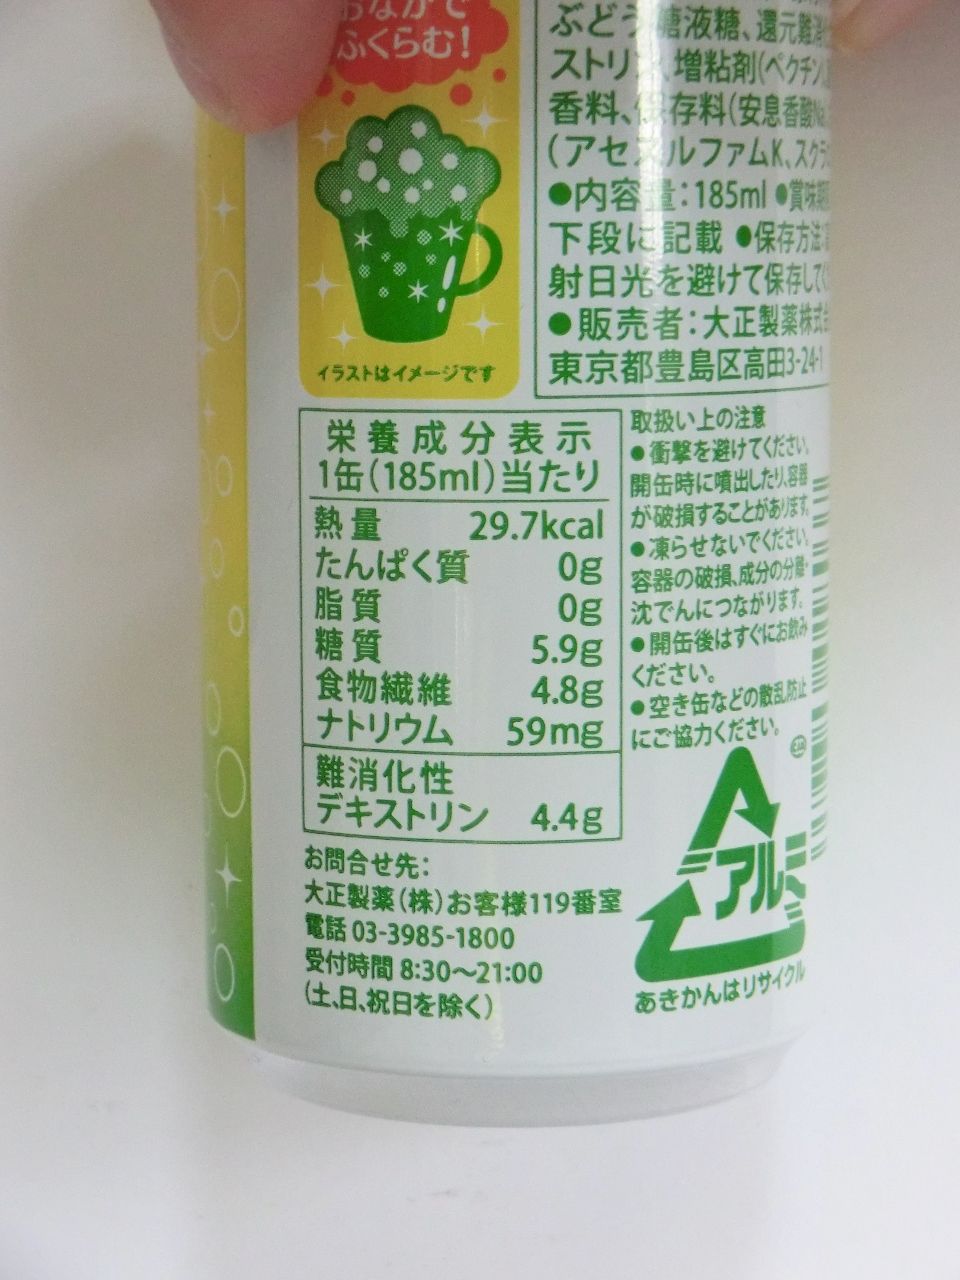 おなかで
ふくらむ!
イラストはイメージです
ぶどう糖液糖、還元難消
ストリ、増粘剤(ペクチン
香料、保存料(安息香酸Na
(アセスルファムK、スクラ
●内容量:185ml ●賞味期
下段に記載 ●保存方法:
射日光を避けて保存してく
●販売者:大正製薬株式会
東京都豊島区高田3-24-1
栄養成分表示
1缶(185ml)当たり
熱量 29.7kcal
たんぱく質 0g
脂質 0g
糖質 5.9g
食物繊維 4.8g
ナトリウム 59mg
難消化性
デキストリン 4.4g
お問合せ先:
大正製薬(株)お客様119番室
電話 03-3985-1800
受付時間 8:30〜21:00
(土、日、祝日を除く)
取扱い上の注意
●衝撃を避けてください。
開缶時に噴出したり、容器
が破損することがあります。
●凍らせないでください。
容器の破損、成分の分離・
沈でんにつながります。
●開缶後はすぐにお飲み
ください。
●空き缶などの散乱防止
にご協力ください。
アルミ
あきかんはリサイクル